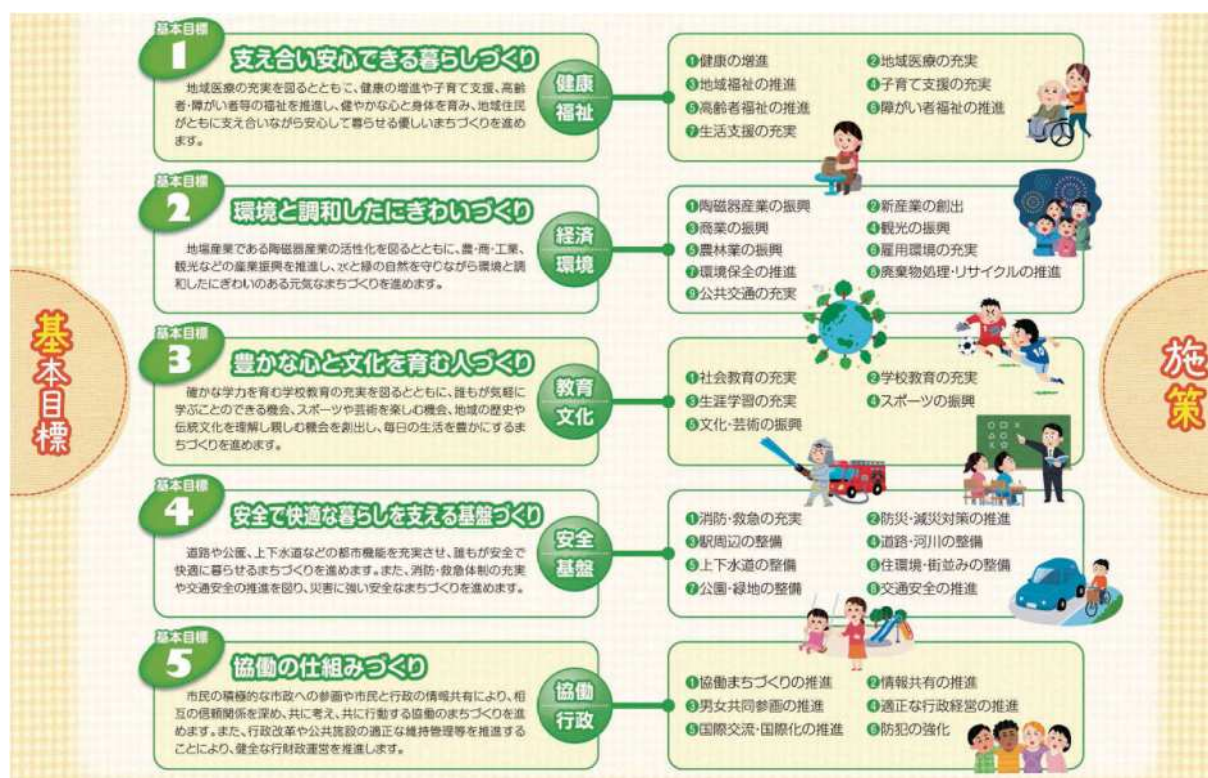 基本目標
施策
基本目標
1
支え合い安心できる暮らしづくり
地域医療の充実を図るとともに、健康の増進や子育て支援、高齢
者・障がい者等の福祉を推進し、健やかな心と身体を育み、地域住民
がともに支え合いながら安心して暮らせる優しいまちづくりを進め
ます。
健康
福祉
❶健康の増進
❷地域医療の充実
❸地域福祉の推進
❹子育て支援の充実
❺高齢者福祉の推進
❻障がい者福祉の推進
❼生活支援の充実
基本目標
2
環境と調和したにぎわいづくり
地場産業である陶磁器産業の活性化を図るとともに、農・商・工業、
観光などの産業振興を推進し、水と緑の自然を守りながら環境と調
和したにぎわいのある元気なまちづくりを進めます。
経済
環境
❶陶磁器産業の振興
❷新産業の創出
❸商業の振興
❹観光の振興
❺農林業の振興
❻雇用環境の充実
❼環境保全の推進
❽廃棄物処理・リサイクルの推進
❾公共交通の充実
基本目標
3
豊かな心と文化を育む人づくり
確かな学力を育む学校教育の充実を図るとともに、誰もが気軽に
学ぶことのできる機会、スポーツや芸術を楽しむ機会、地域の歴史や
伝統文化を理解し親しむ機会を創出し、毎日の生活を豊かにするま
ちづくりを進めます。
教育
文化
❶社会教育の充実
❷学校教育の充実
❸生涯学習の充実
❹スポーツの振興
❺文化・芸術の振興
基本目標
4
安全で快適な暮らしを支える基盤づくり
道路や公園、上下水道などの都市機能を充実させ、誰もが安全で
快適に暮らせるまちづくりを進めます。また、消防・救急体制の充実
や交通安全の推進を図り、災害に強い安全なまちづくりを進めます。
安全
基盤
❶消防・救急の充実
❷防災・減災対策の推進
❸駅周辺の整備
❹道路・河川の整備
❺上下水道の整備
❻住環境・街並みの整備
❼公園・緑地の整備
❽交通安全の推進
基本目標
5
協働の仕組みづくり
市民の積極的な市政への参画や市民と行政の情報共有により、相
互の信頼関係を深め、共に考え、共に行動する協働のまちづくりを進
めます。また、行政改革や公共施設の適正な維持管理等を推進する
ことにより、健全な行財政運営を推進します。
協働
行政
❶協働まちづくりの推進
❷情報共有の推進
❸男女共同参画の推進
❹適正な行政経営の推進
❺国際交流・国際化の推進
❻防犯の強化